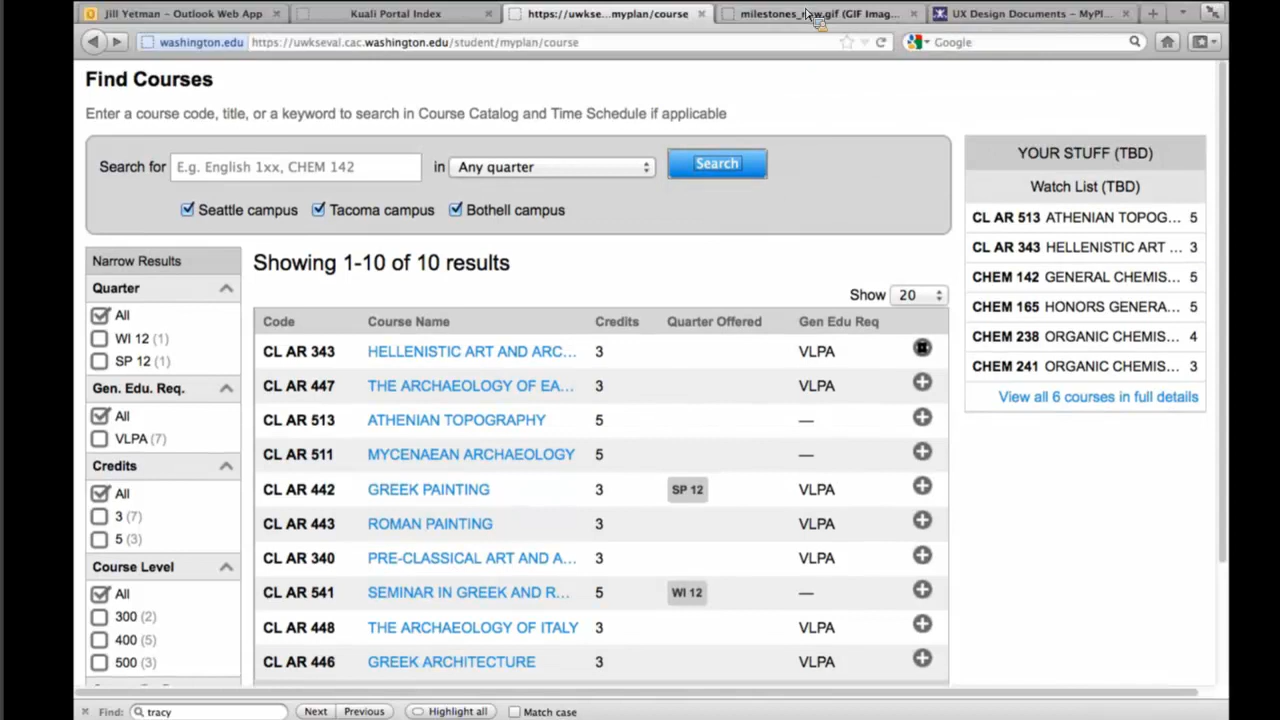 Jill Yetman – Outlook Web App
Kuali Portal Index
https://uwkse...myplan/course
milestones_new.gif (GIF Imag...
UX Design Documents – MyPl...
washington.edu
https://uwkseval.cac.washington.edu/student/myplan/course
Google
Find Courses
Enter a course code, title, or a keyword to search in Course Catalog and Time Schedule if applicable
Search for E.g. English 1xx, CHEM 142 in Any quarter Search
Seattle campus Tacoma campus Bothell campus
YOUR STUFF (TBD)
Watch List (TBD)
CL AR 513 ATHENIAN TOPOG... 5
CL AR 343 HELLENISTIC ART ... 3
CHEM 142 GENERAL CHEMIS... 5
CHEM 165 HONORS GENERA... 5
CHEM 238 ORGANIC CHEMIS... 4
CHEM 241 ORGANIC CHEMIS... 3
View all 6 courses in full details
Narrow Results
Quarter
All
WI 12 (1)
SP 12 (1)
Gen. Edu. Req.
All
VLPA (7)
Credits
All
3 (7)
5 (3)
Course Level
All
300 (2)
400 (5)
500 (3)
Showing 1-10 of 10 results
Show 20
Code Course Name Credits Quarter Offered Gen Edu Req
CL AR 343 HELLENISTIC ART AND ARC... 3 VLPA
CL AR 447 THE ARCHAEOLOGY OF EA... 3 VLPA
CL AR 513 ATHENIAN TOPOGRAPHY 5 —
CL AR 511 MYCENAEAN ARCHAEOLOGY 5 —
CL AR 442 GREEK PAINTING 3 SP 12 VLPA
CL AR 443 ROMAN PAINTING 3 VLPA
CL AR 340 PRE-CLASSICAL ART AND A... 3 VLPA
CL AR 541 SEMINAR IN GREEK AND R... 5 WI 12 —
CL AR 448 THE ARCHAEOLOGY OF ITALY 3 VLPA
CL AR 446 GREEK ARCHITECTURE 3 VLPA
Find: tracy Next Previous Highlight all Match case